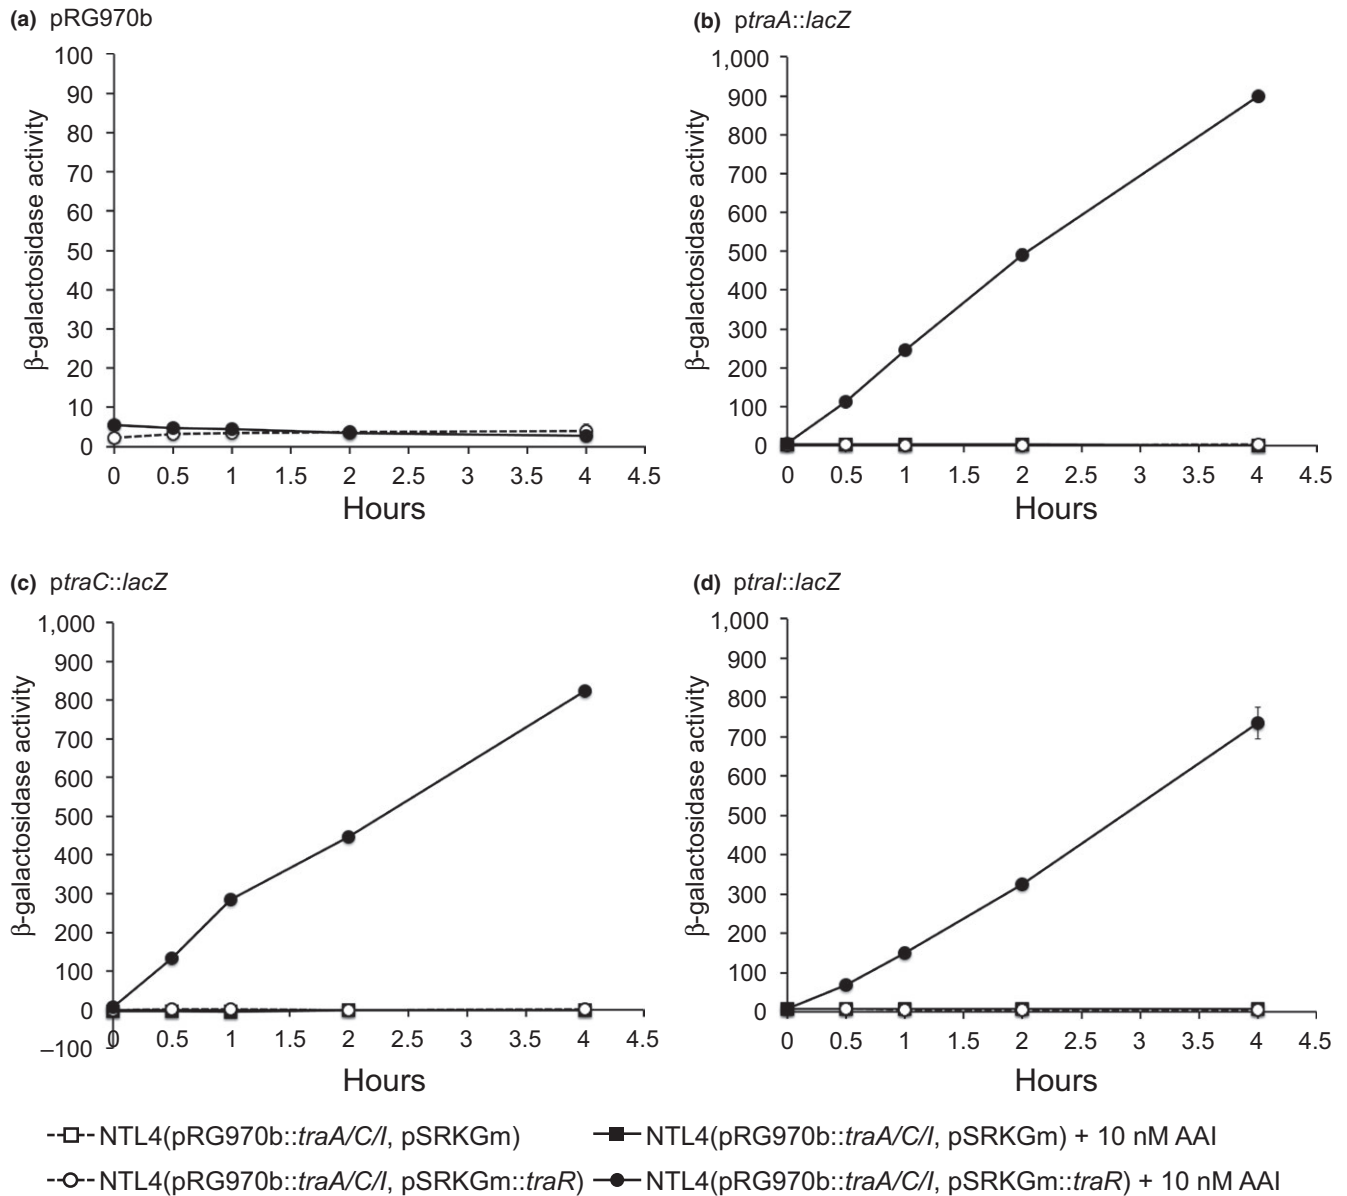 (a) pRG970b
100
90
80
70
60
50
40
30
20
10
0
β-galactosidase activity
0 0.5 1 1.5 2 2.5 3 3.5 4 4.5
Hours
(b) ptraA::lacZ
1,000
900
800
700
600
500
400
300
200
100
0
β-galactosidase activity
0 0.5 1 1.5 2 2.5 3 3.5 4 4.5
Hours
(c) ptraC::lacZ
1,000
900
800
700
600
500
400
300
200
100
0
–100
β-galactosidase activity
0 0.5 1 1.5 2 2.5 3 3.5 4 4.5
Hours
(d) ptraI::lacZ
1,000
900
800
700
600
500
400
300
200
100
0
β-galactosidase activity
0 0.5 1 1.5 2 2.5 3 3.5 4 4.5
Hours
NTL4(pRG970b::traA/C/I, pSRKGm)
NTL4(pRG970b::traA/C/I, pSRKGm) + 10 nM AAI
NTL4(pRG970b::traA/C/I, pSRKGm::traR)
NTL4(pRG970b::traA/C/I, pSRKGm::traR) + 10 nM AAI